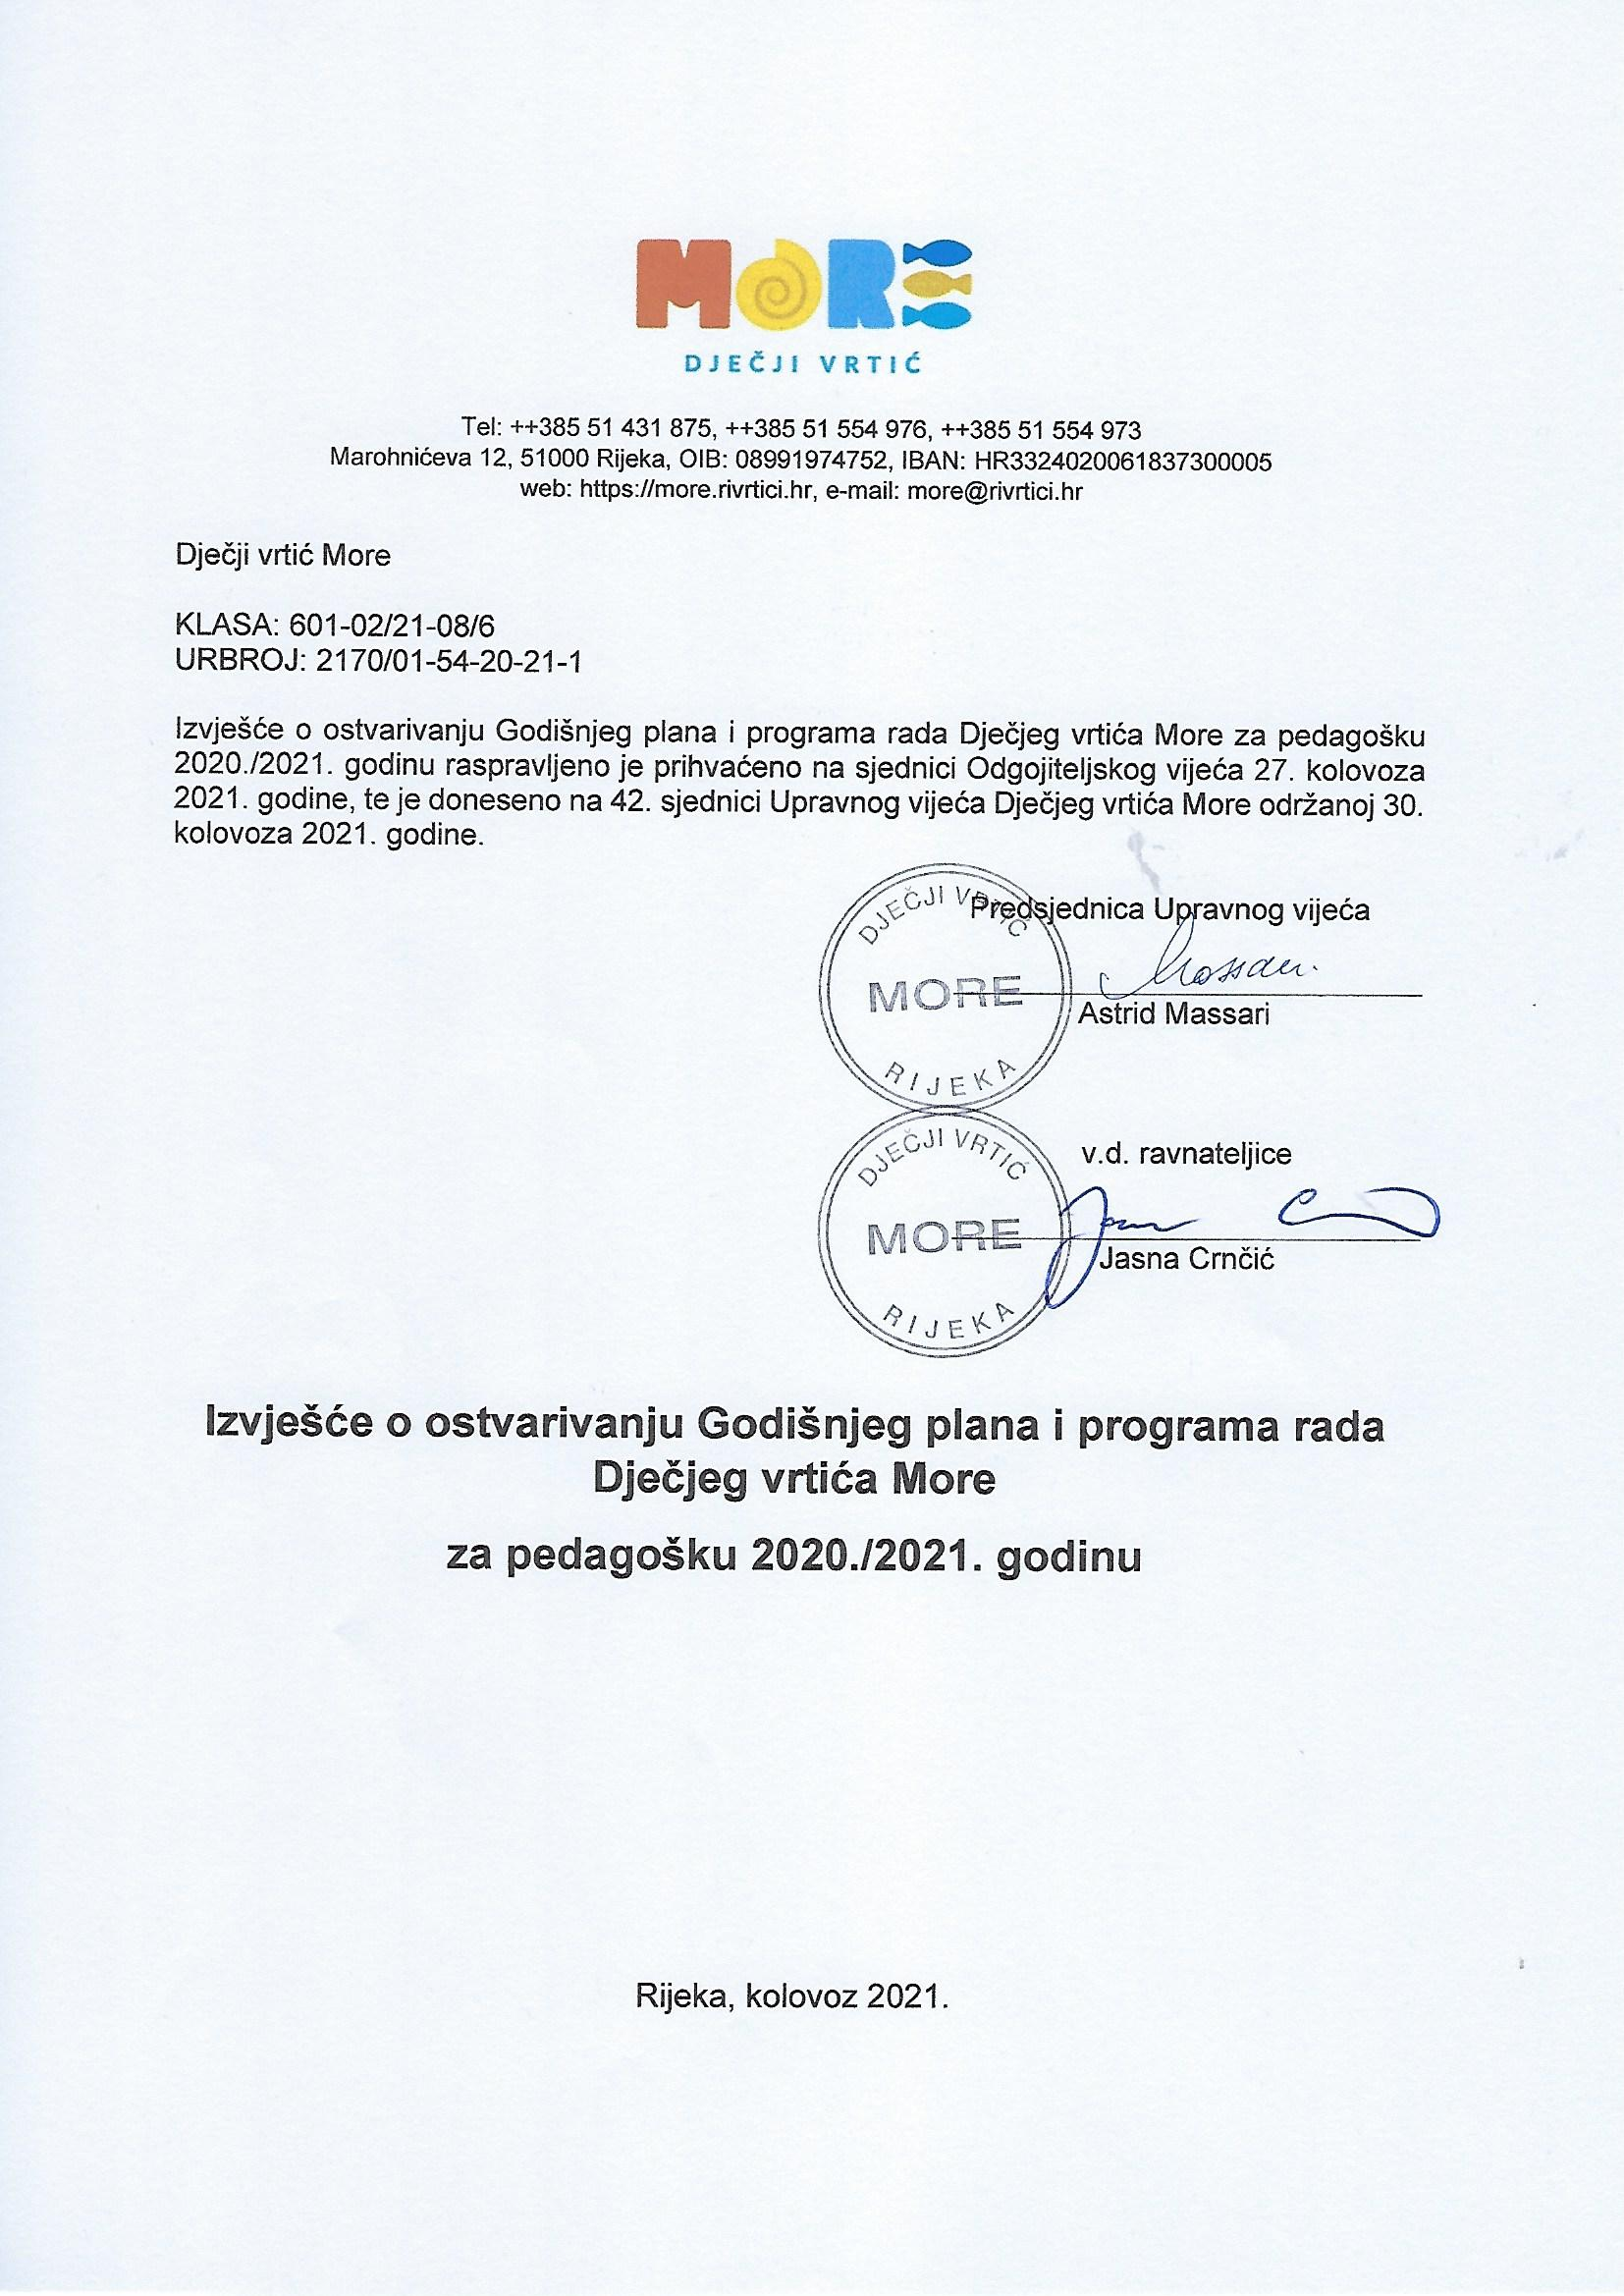 MORE
DJEČJI VRTIĆ
Tel: ++385 51 431 875, ++385 51 554 976, ++385 51 554 973
Marohnićeva 12, 51000 Rijeka, OIB: 08991974752, IBAN: HR3324020061837300005
web: https://more.rivrtici.hr, e-mail: more@rivrtici.hr
Dječji vrtić More
KLASA: 601-02/21-08/6
URBROJ: 2170/01-54-20-21-1
Izvješće o ostvarivanju Godišnjeg plana i programa rada Dječjeg vrtića More za pedagošku
2020./2021. godinu raspravljeno je prihvaćeno na sjednici Odgojiteljskog vijeća 27. kolovoza
2021. godine, te je doneseno na 42. sjednici Upravnog vijeća Dječjeg vrtića More održanoj 30.
kolovoza 2021. godine.
DJEČJI VRTIĆ
MORE
RIJEKA
Predsjednica Upravnog vijeća
Massari
Astrid Massari
DJEČJI VRTIĆ
MORE
RIJEKA
v.d. ravnateljice
Jasna Crnčić
Izvješće o ostvarivanju Godišnjeg plana i programa rada
Dječjeg vrtića More
za pedagošku 2020./2021. godinu
Rijeka, kolovoz 2021.